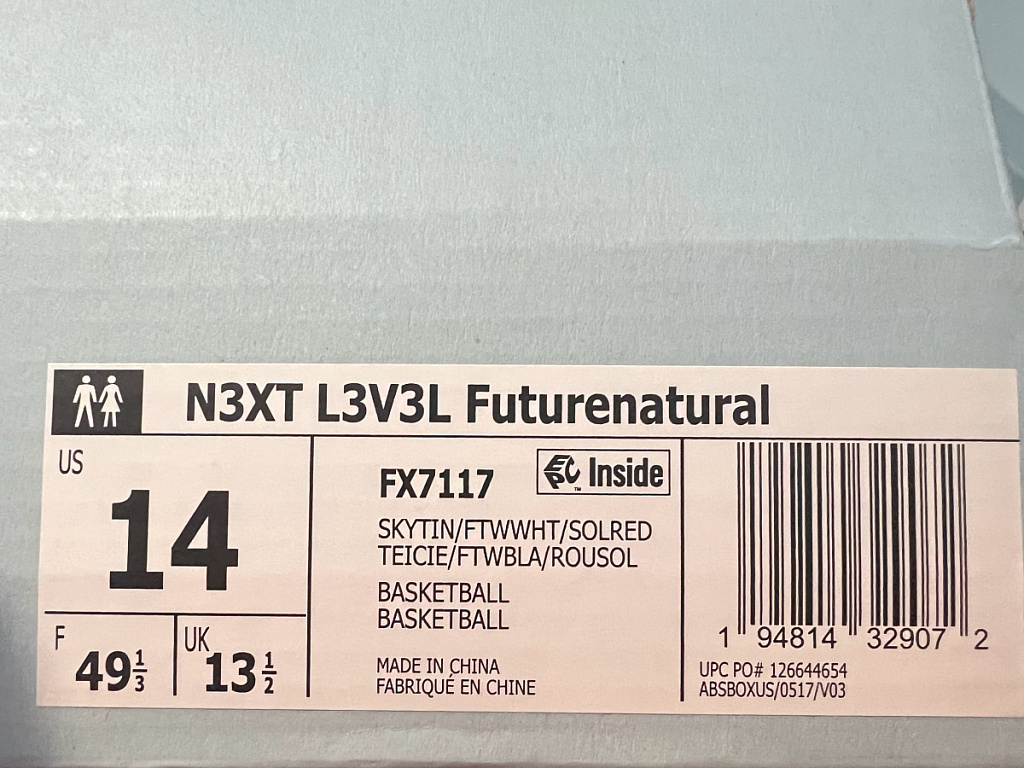 N3XT L3V3L Futurenatural
US
14
F
49 1/3
UK
13 1/2
FX7117
EPC Inside
™
SKYTIN/FTWWHT/SOLRED
TEICIE/FTWBLA/ROUSOL
BASKETBALL
BASKETBALL
MADE IN CHINA
FABRIQUÉ EN CHINE
1 94814 32907 2
UPC PO# 126644654
ABSBOXUS/0517/V03